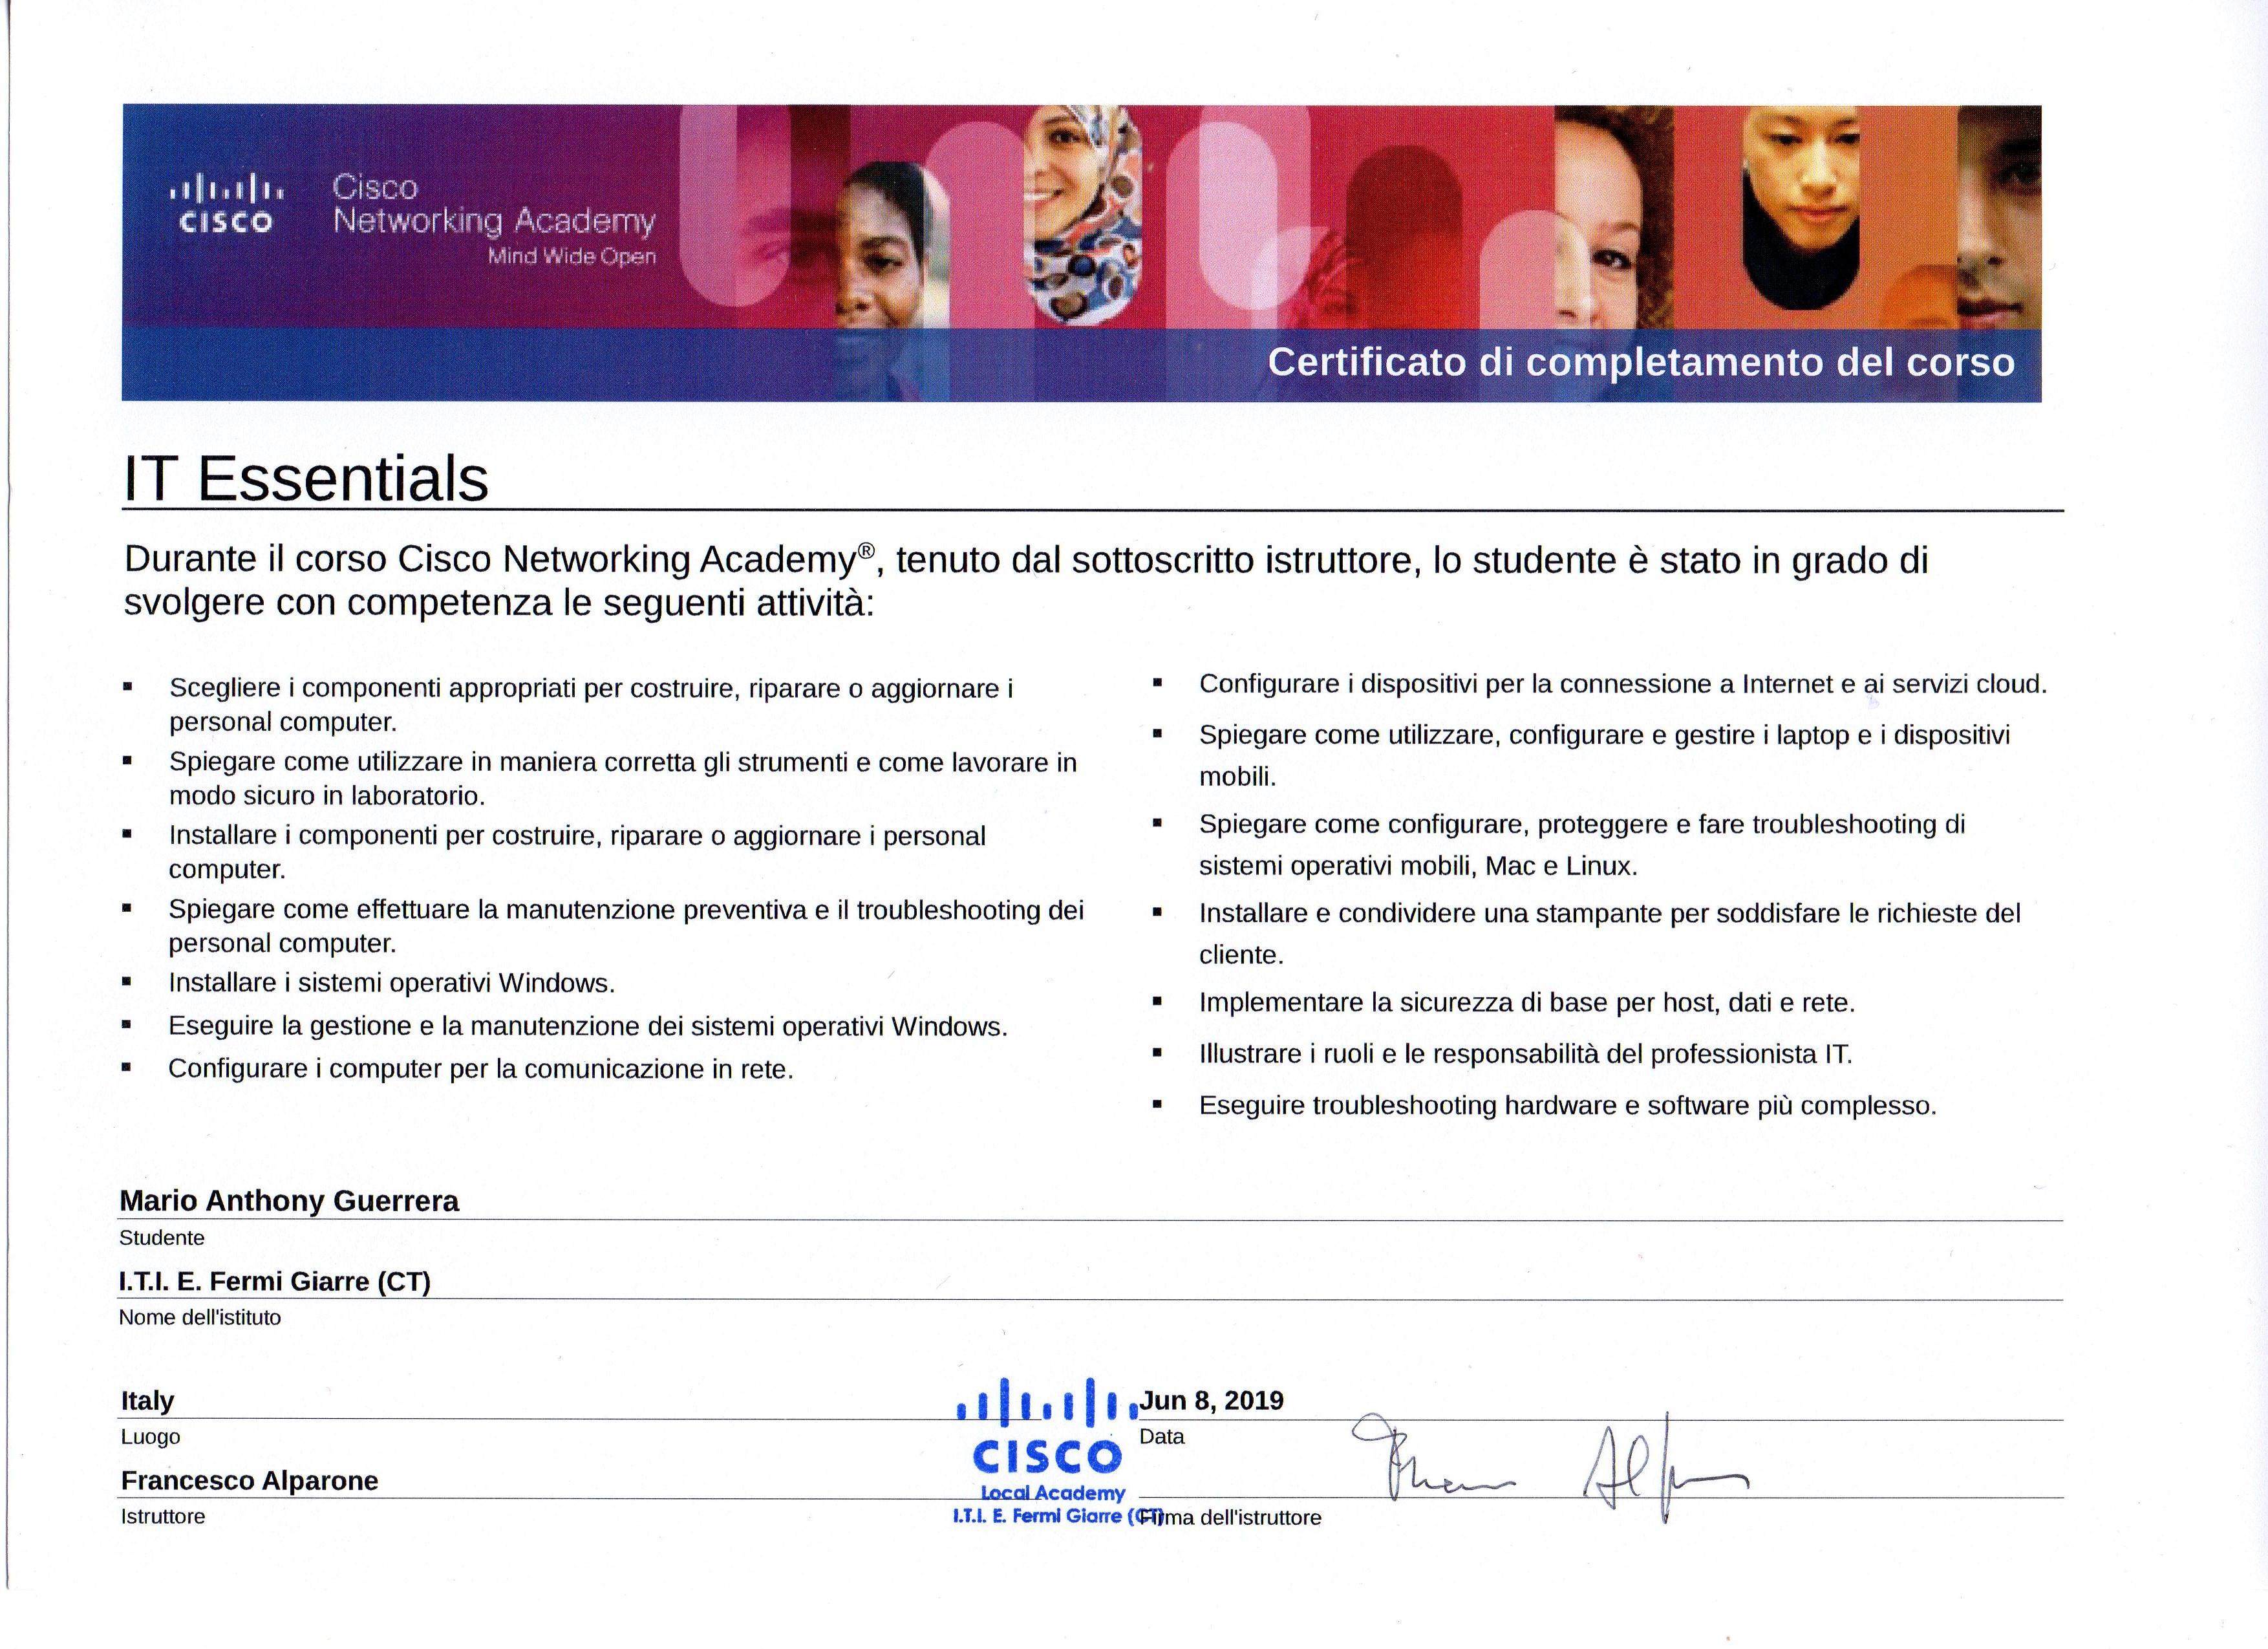 CISCO
Cisco
Networking Academy
Mind Wide Open
Certificato di completamento del corso
IT Essentials
Durante il corso Cisco Networking Academy®, tenuto dal sottoscritto istruttore, lo studente è stato in grado di
svolgere con competenza le seguenti attività:
▪ Scegliere i componenti appropriati per costruire, riparare o aggiornare i
personal computer.
▪ Spiegare come utilizzare in maniera corretta gli strumenti e come lavorare in
modo sicuro in laboratorio.
▪ Installare i componenti per costruire, riparare o aggiornare i personal
computer.
▪ Spiegare come effettuare la manutenzione preventiva e il troubleshooting dei
personal computer.
▪ Installare i sistemi operativi Windows.
▪ Eseguire la gestione e la manutenzione dei sistemi operativi Windows.
▪ Configurare i computer per la comunicazione in rete.
▪ Configurare i dispositivi per la connessione a Internet e ai servizi cloud.
▪ Spiegare come utilizzare, configurare e gestire i laptop e i dispositivi
mobili.
▪ Spiegare come configurare, proteggere e fare troubleshooting di
sistemi operativi mobili, Mac e Linux.
▪ Installare e condividere una stampante per soddisfare le richieste del
cliente.
▪ Implementare la sicurezza di base per host, dati e rete.
▪ Illustrare i ruoli e le responsabilità del professionista IT.
▪ Eseguire troubleshooting hardware e software più complesso.
Mario Anthony Guerrera
Studente
I.T.I. E. Fermi Giarre (CT)
Nome dell'istituto
Italy
Luogo
Jun 8, 2019
Data
Francesco Alparone
Istruttore
CISCO
Local Academy
I.T.I. E. Fermi Giarre (CT)
Firma dell'istruttore